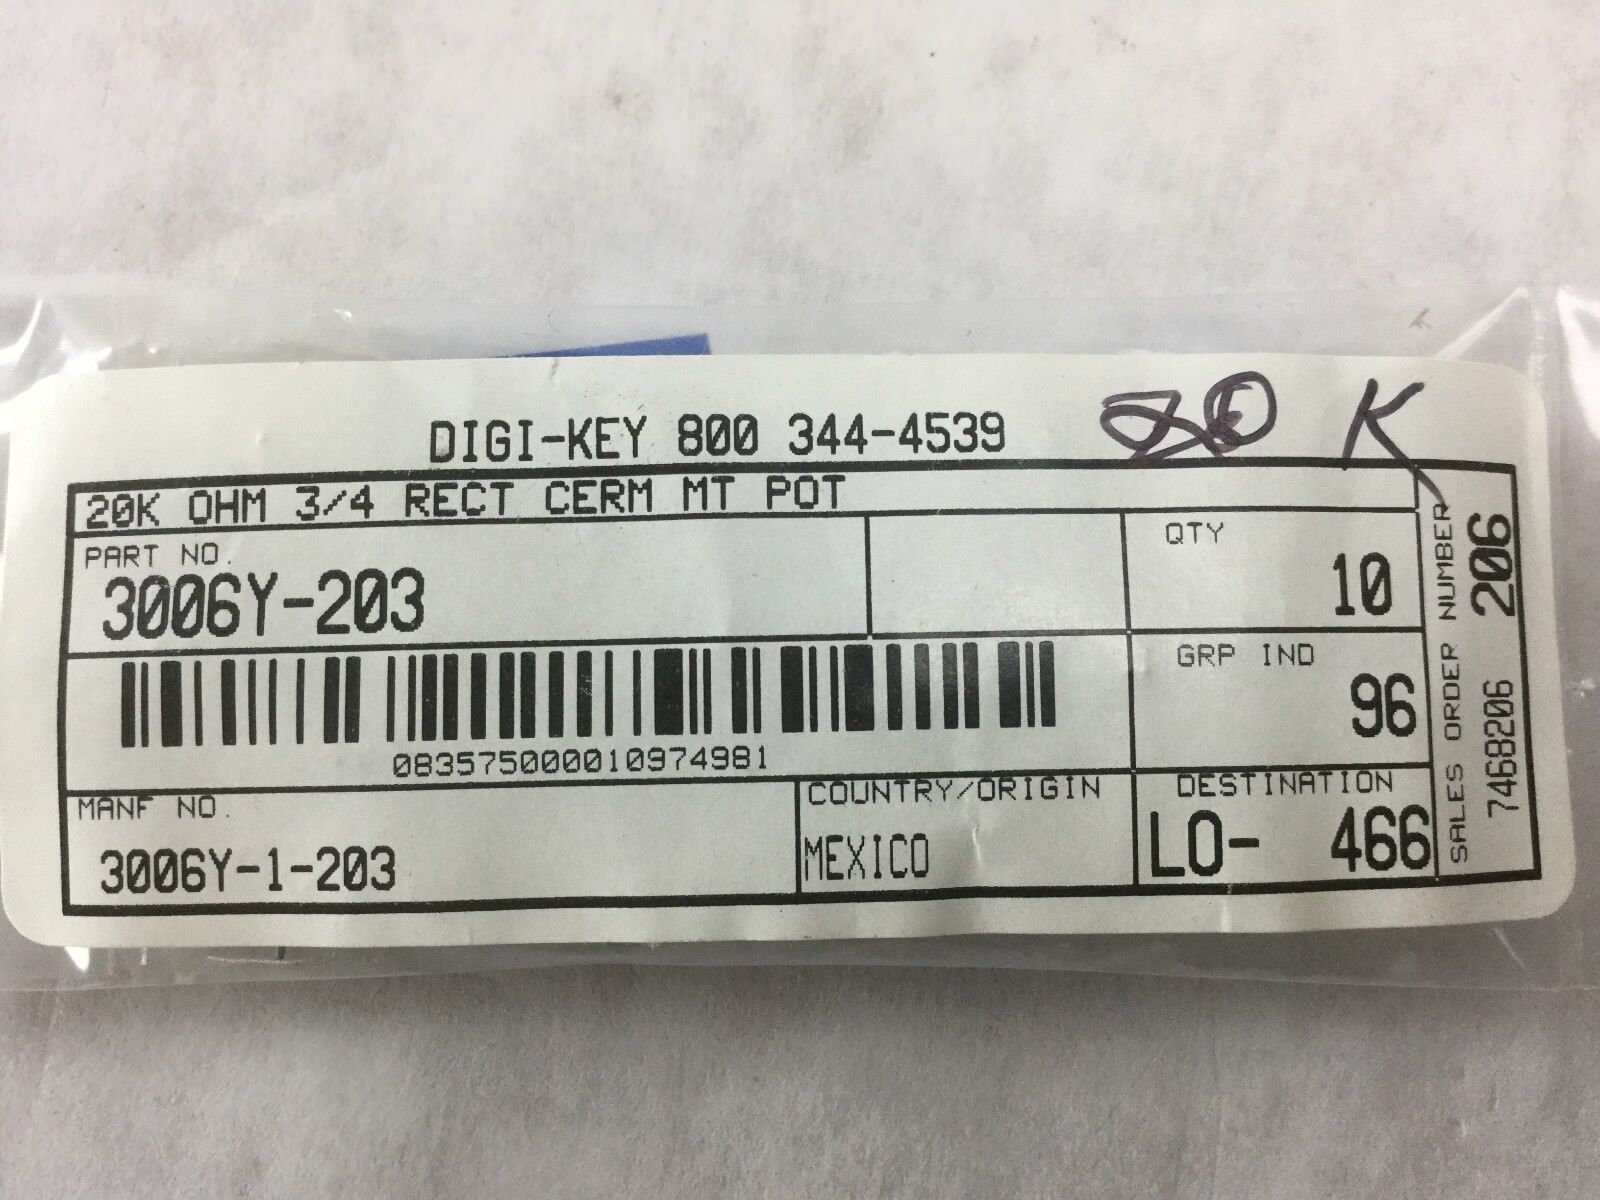 DIGI-KEY 800 344-4539
K
20K OHM 3/4 RECT CERM MT POT
PART NO.
3006Y-203
QTY
10
GRP IND
96
083575000010974981
MANF NO.
3006Y-1-203
COUNTRY/ORIGIN
MEXICO
DESTINATION
LO- 466
SALES ORDER NUMBER
7468206 206